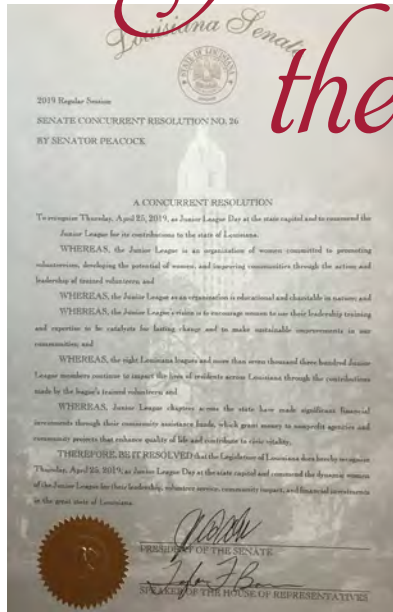 the
Louisiana Senate
STATE OF LOUISIANA
2019 Regular Session
SENATE CONCURRENT RESOLUTION NO. 26
BY SENATOR PEACOCK
A CONCURRENT RESOLUTION
To recognize Thursday, April 25, 2019, as Junior League Day at the state capitol and to commend the
Junior League for its contributions to the state of Louisiana.
WHEREAS, the Junior League is an organization of women committed to promoting
voluntarism, developing the potential of women, and improving communities through the action and
leadership of trained volunteers; and
WHEREAS, the Junior League as an organization is educational and charitable in nature; and
WHEREAS, the Junior League's vision is to encourage women to use their leadership training
and expertise to be catalysts for lasting change and to make sustainable improvements in our
communities; and
WHEREAS, the eight Louisiana leagues and more than seven thousand three hundred Junior
League members continue to impact the lives of residents across Louisiana through the contributions
made by the league's trained volunteers; and
WHEREAS, Junior League chapters across the state have made significant financial
investments through their community assistance funds, which grant money to nonprofit agencies and
community projects that enhance quality of life and contribute to civic vitality.
THEREFORE, BE IT RESOLVED that the Legislature of Louisiana does hereby recognize
Thursday, April 25, 2019, as Junior League Day at the state capitol and commend the dynamic women
of the Junior League for their leadership, volunteer service, community impact, and financial investments
in the great state of Louisiana.
PRESIDENT OF THE SENATE
SPEAKER OF THE HOUSE OF REPRESENTATIVES